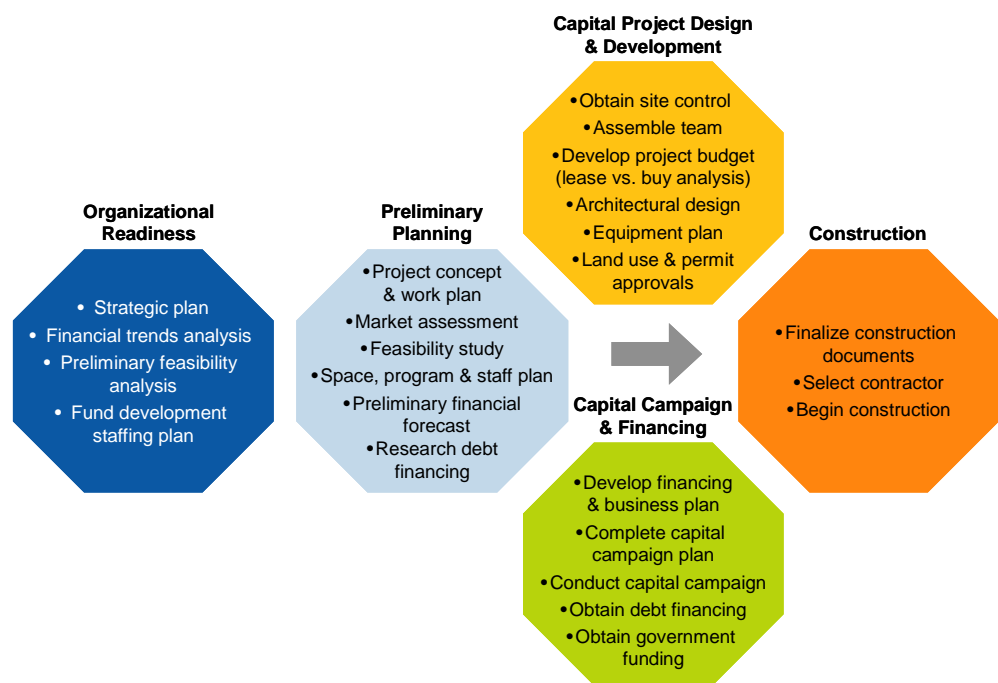 Organizational
Readiness
• Strategic plan
• Financial trends analysis
• Preliminary feasibility
analysis
• Fund development
staffing plan
Preliminary
Planning
•Project concept
& work plan
•Market assessment
•Feasibility study
•Space, program & staff plan
•Preliminary financial
forecast
•Research debt
financing
Capital Project Design
& Development
•Obtain site control
•Assemble team
•Develop project budget
(lease vs. buy analysis)
•Architectural design
•Equipment plan
•Land use & permit
approvals
Capital Campaign
& Financing
•Develop financing
& business plan
•Complete capital
campaign plan
•Conduct capital campaign
•Obtain debt financing
•Obtain government
funding
Construction
•Finalize construction
documents
•Select contractor
•Begin construction